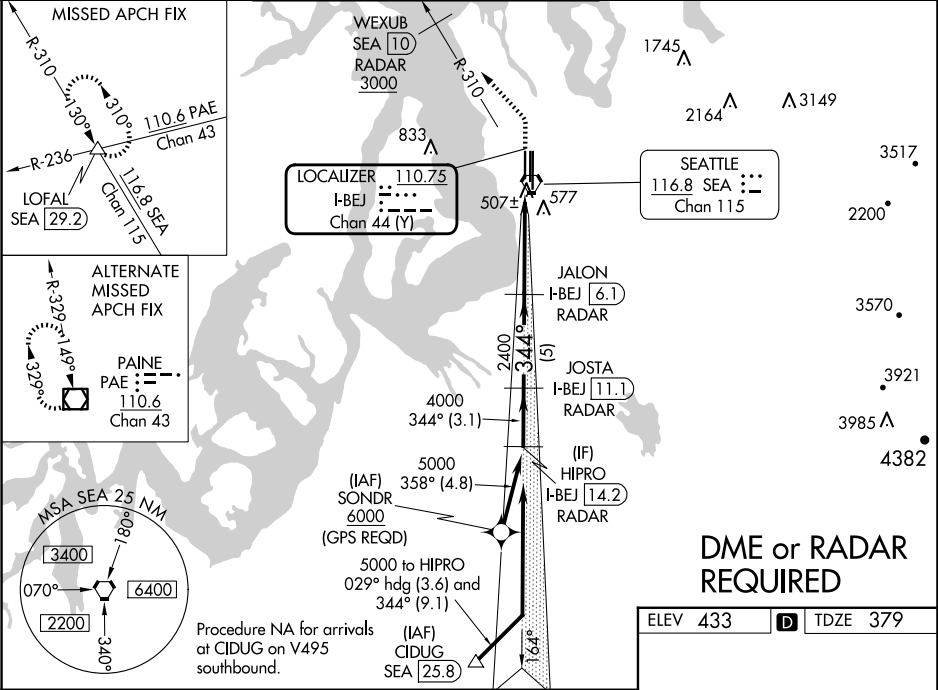 MISSED APCH FIX
R-310
130°
310°
110.6 PAE
Chan 43
R-236
LOFAL
SEA 29.2
116.8 SEA
Chan 115
ALTERNATE
MISSED
APCH FIX
R-329
149°
329°
PAINE
PAE
110.6
Chan 43
MSA SEA 25 NM
180°
3400
070°
6400
2200
340°
WEXUB
SEA 10
RADAR
3000
R-310
833
LOCALIZER 110.75
I-BEJ
Chan 44 (Y)
1745
2164
3149
3517
SEATTLE
116.8 SEA
Chan 115
507±
577
2200
JALON
I-BEJ 6.1
RADAR
2400
344°
(5)
3570
JOSTA
I-BEJ 11.1
RADAR
3921
4000
344° (3.1)
3985
4382
(IF)
HIPRO
I-BEJ 14.2
RADAR
5000
358° (4.8)
(IAF)
SONDR
6000
(GPS REQD)
5000 to HIPRO
029° hdg (3.6) and
344° (9.1)
(IAF)
CIDUG
SEA 25.8
164°
Procedure NA for arrivals
at CIDUG on V495
southbound.
DME or RADAR
REQUIRED
ELEV 433 D TDZE 379